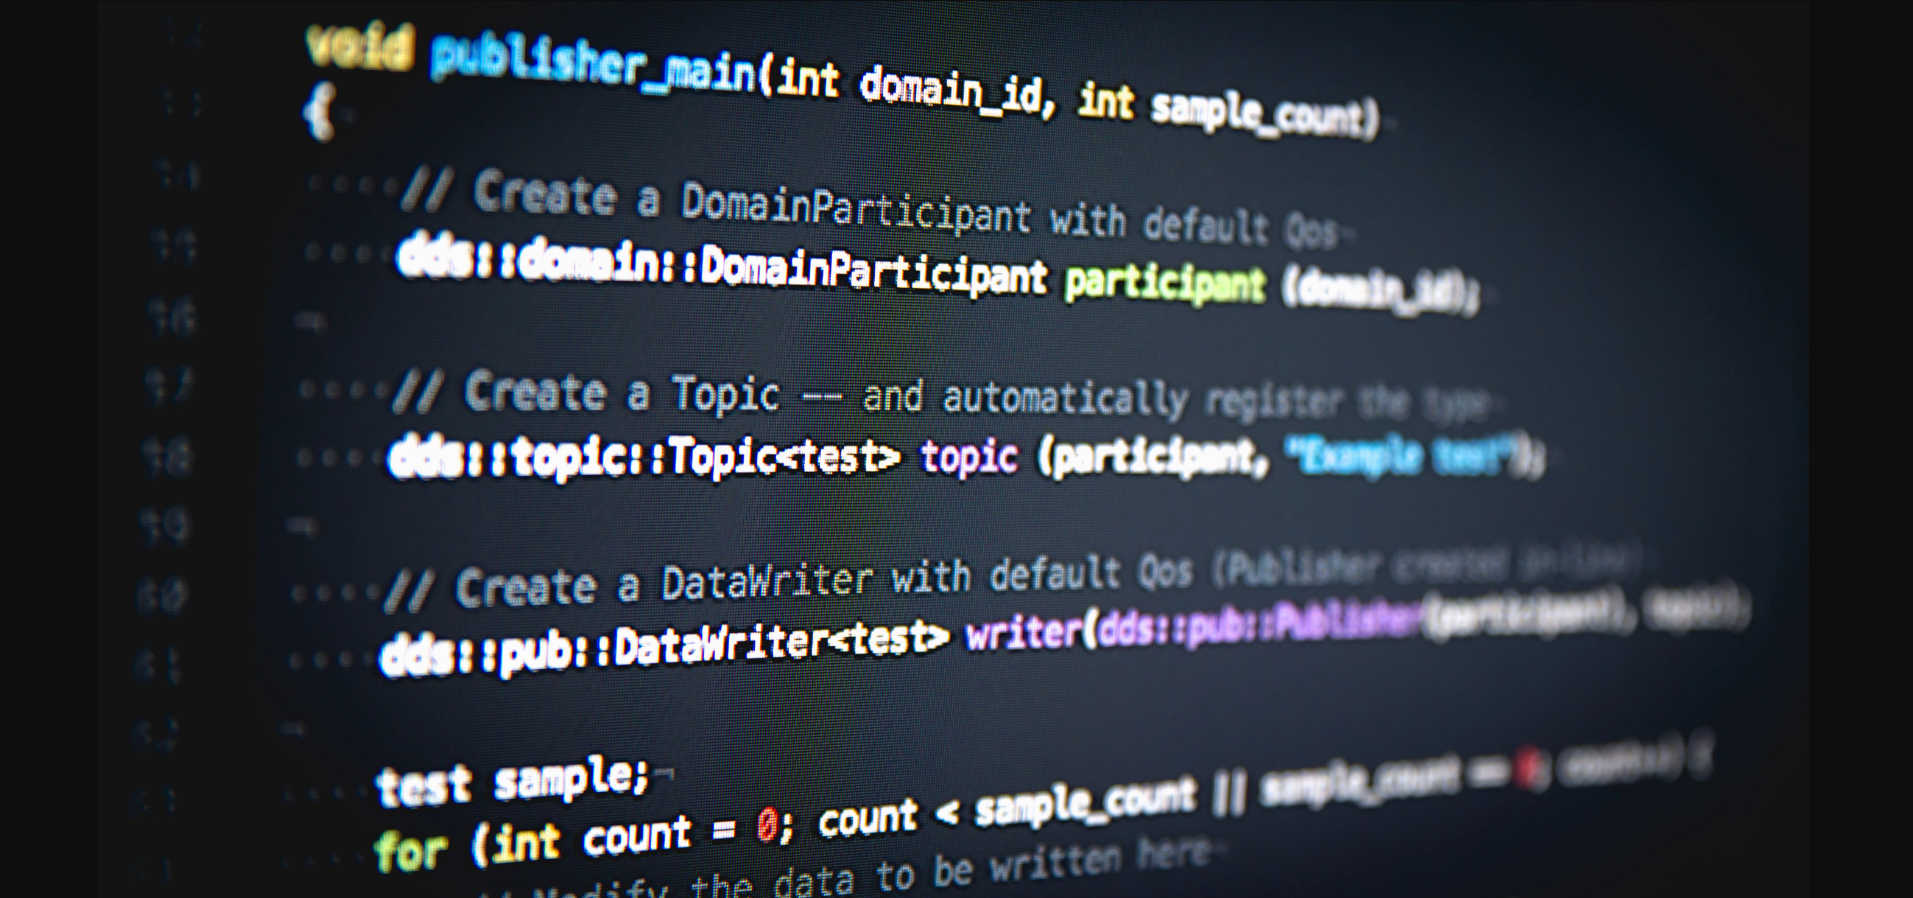 void publisher_main(int domain_id, int sample_count)
{
// Create a DomainParticipant with default Qos
dds::domain::DomainParticipant participant (domain_id);
// Create a Topic -- and automatically register the type
dds::topic::Topic<test> topic (participant, "Example test");
// Create a DataWriter with default Qos (Publisher created in-line)
dds::pub::DataWriter<test> writer(dds::pub::Publisher(participant), topic);
test sample;
for (int count = 0; count < sample_count || sample_count == 0; count++) {
// Modify the data to be written here